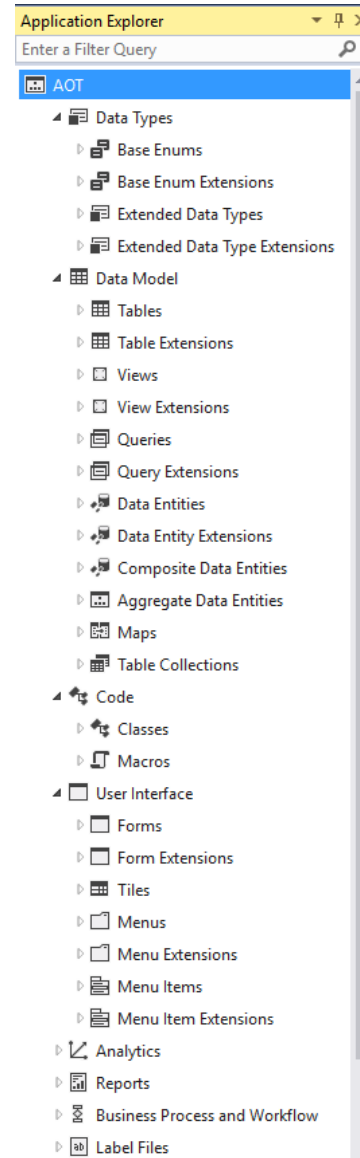 Application Explorer
Enter a Filter Query
AOT
Data Types
Base Enums
Base Enum Extensions
Extended Data Types
Extended Data Type Extensions
Data Model
Tables
Table Extensions
Views
View Extensions
Queries
Query Extensions
Data Entities
Data Entity Extensions
Composite Data Entities
Aggregate Data Entities
Maps
Table Collections
Code
Classes
Macros
User Interface
Forms
Form Extensions
Tiles
Menus
Menu Extensions
Menu Items
Menu Item Extensions
Analytics
Reports
Business Process and Workflow
Label Files